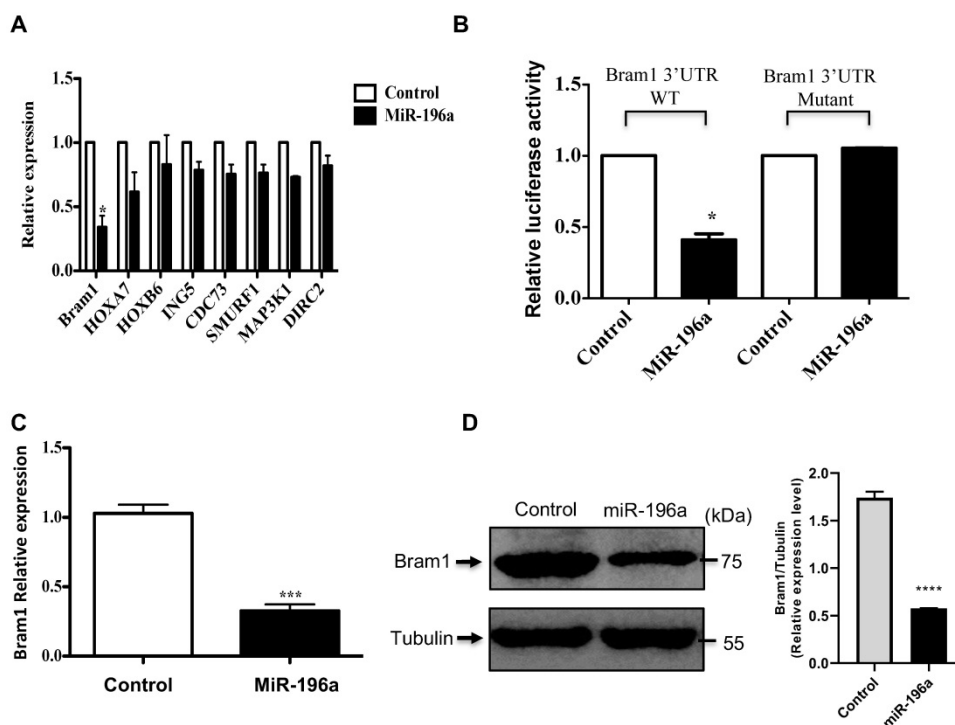 A
Relative expression
1.5
1.0
0.5
0.0
*
Control
MiR-196a
Bram1
HOXA7
HOXB6
ING5
CDC73
SMURF1
MAP3K1
DIRC2
B
Relative luciferase activity
1.5
1.0
0.5
0.0
Bram1 3'UTR
WT
Bram1 3'UTR
Mutant
*
Control
MiR-196a
Control
MiR-196a
C
Bram1 Relative expression
1.5
1.0
0.5
0.0
***
Control
MiR-196a
D
Control miR-196a (kDa)
Bram1
75
Tubulin
55
Bram1/Tubulin
(Relative expression level)
2.0
1.5
1.0
0.5
0.0
****
Control
miR-196a